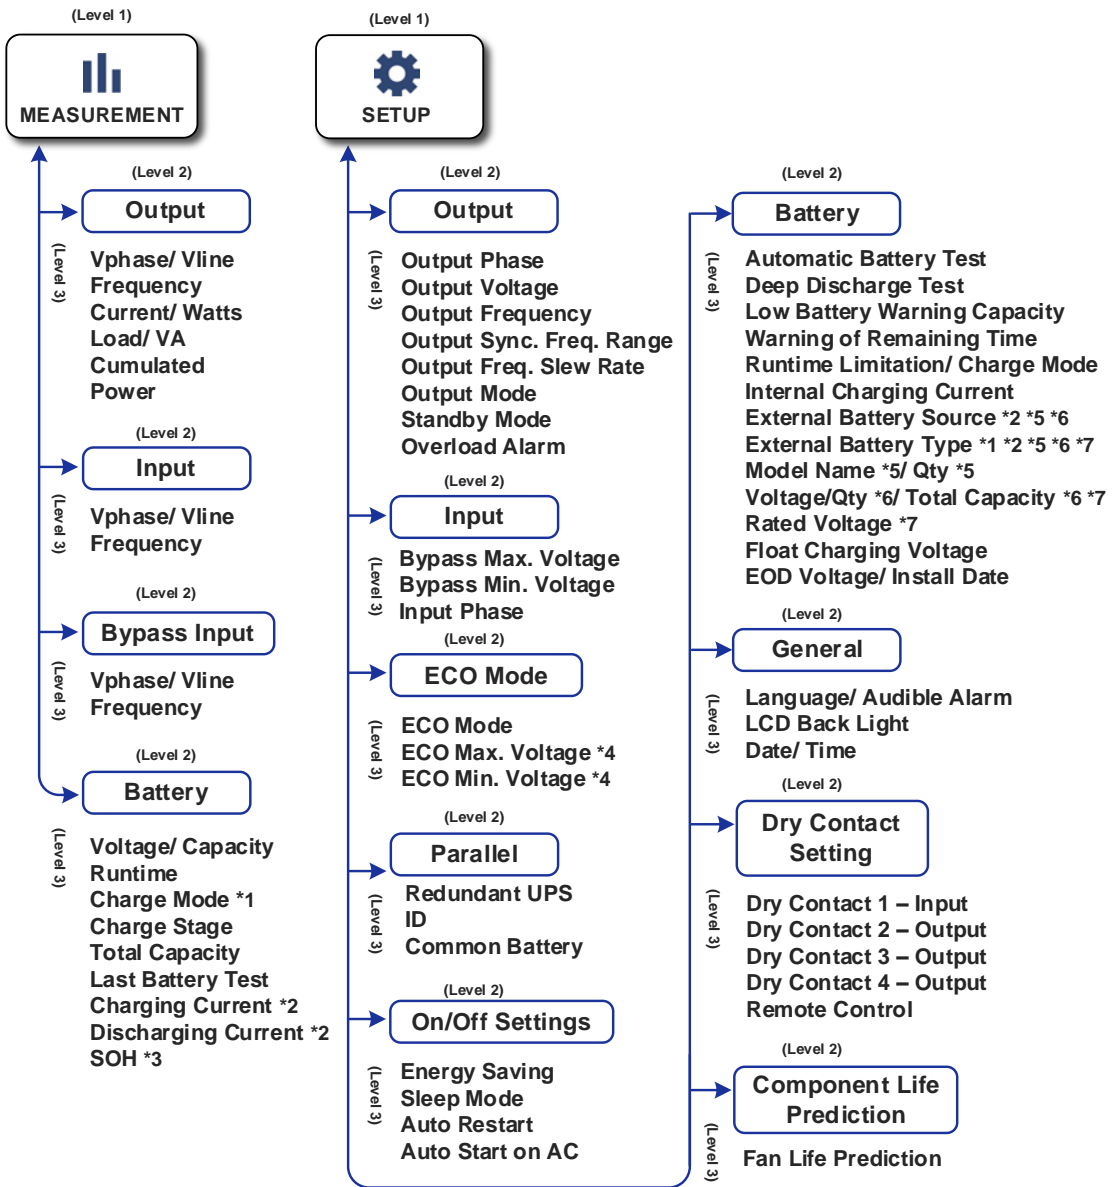 (Level 1)
MEASUREMENT
(Level 2)
Output
(Level 3)
Vphase/ Vline
Frequency
Current/ Watts
Load/ VA
Cumulated
Power
(Level 2)
Input
(Level 3)
Vphase/ Vline
Frequency
(Level 2)
Bypass Input
(Level 3)
Vphase/ Vline
Frequency
(Level 2)
Battery
(Level 3)
Voltage/ Capacity
Runtime
Charge Mode *1
Charge Stage
Total Capacity
Last Battery Test
Charging Current *2
Discharging Current *2
SOH *3
(Level 1)
SETUP
(Level 2)
Output
(Level 3)
Output Phase
Output Voltage
Output Frequency
Output Sync. Freq. Range
Output Freq. Slew Rate
Output Mode
Standby Mode
Overload Alarm
(Level 2)
Input
(Level 3)
Bypass Max. Voltage
Bypass Min. Voltage
Input Phase
(Level 2)
ECO Mode
(Level 3)
ECO Mode
ECO Max. Voltage *4
ECO Min. Voltage *4
(Level 2)
Parallel
(Level 3)
Redundant UPS
ID
Common Battery
(Level 2)
On/Off Settings
(Level 3)
Energy Saving
Sleep Mode
Auto Restart
Auto Start on AC
(Level 2)
Battery
(Level 3)
Automatic Battery Test
Deep Discharge Test
Low Battery Warning Capacity
Warning of Remaining Time
Runtime Limitation/ Charge Mode
Internal Charging Current
External Battery Source *2 *5 *6
External Battery Type *1 *2 *5 *6 *7
Model Name *5/ Qty *5
Voltage/Qty *6/ Total Capacity *6 *7
Rated Voltage *7
Float Charging Voltage
EOD Voltage/ Install Date
(Level 2)
General
(Level 3)
Language/ Audible Alarm
LCD Back Light
Date/ Time
(Level 2)
Dry Contact
Setting
(Level 3)
Dry Contact 1 – Input
Dry Contact 2 – Output
Dry Contact 3 – Output
Dry Contact 4 – Output
Remote Control
(Level 2)
Component Life
Prediction
(Level 3)
Fan Life Prediction